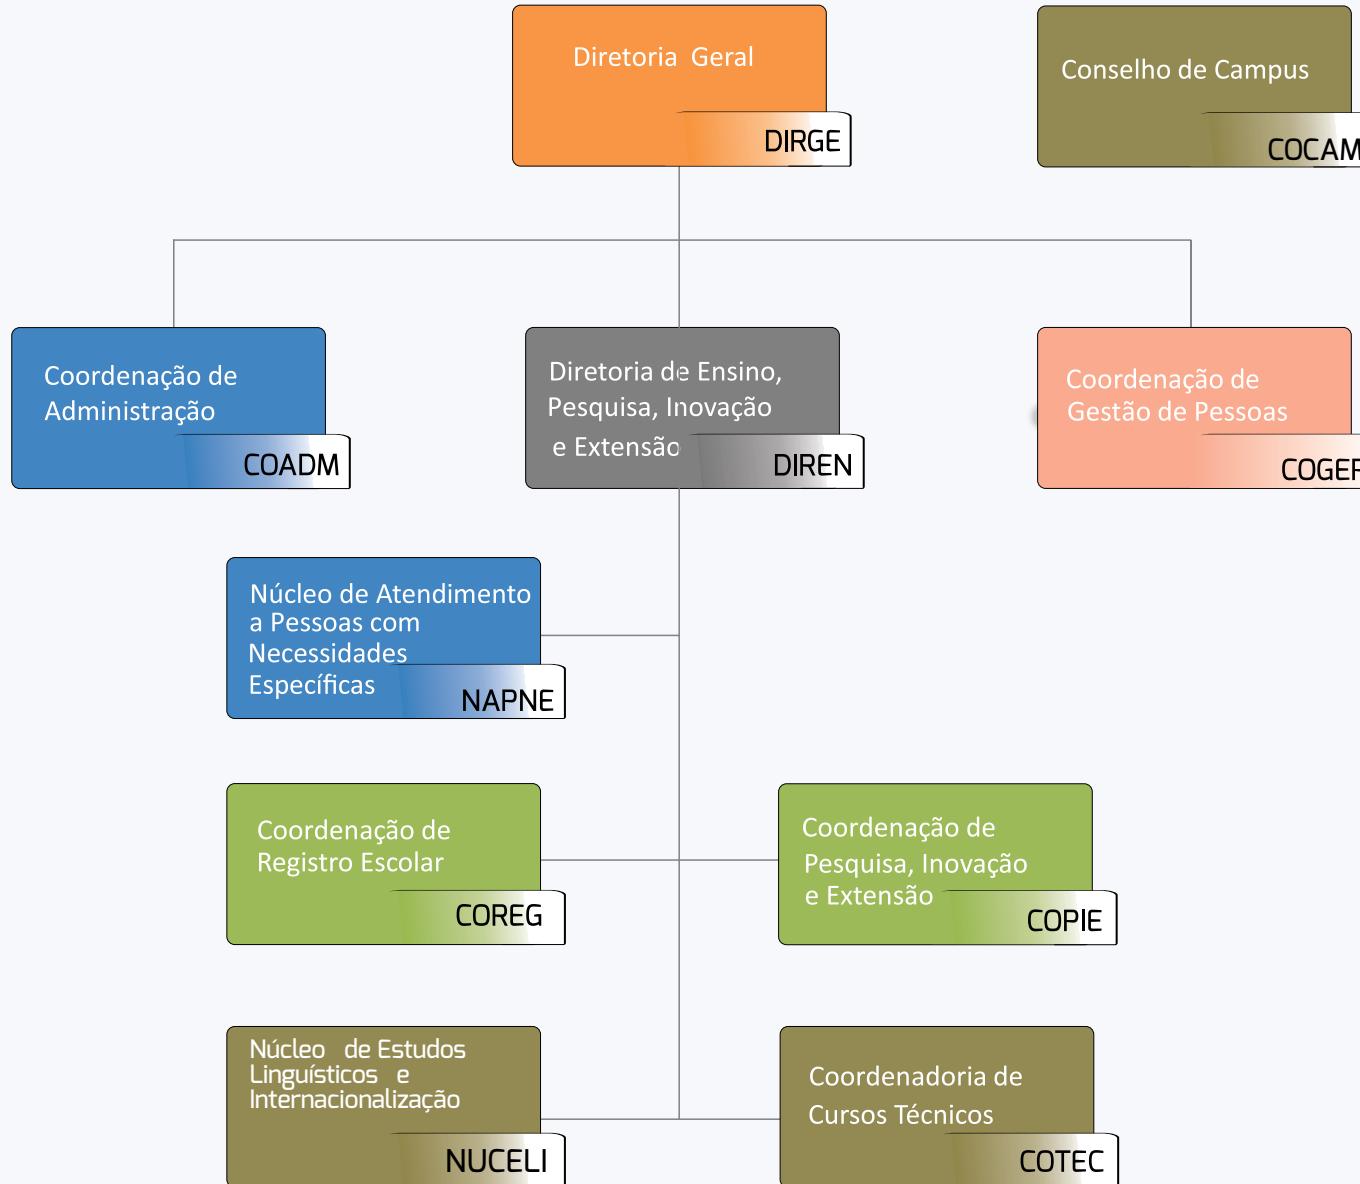 Diretoria Geral
DIRGE
Conselho de Campus
COCAM
Coordenação de
Administração
COADM
Diretoria de Ensino,
Pesquisa, Inovação
e Extensão
DIREN
Coordenação de
Gestão de Pessoas
COGEP
Núcleo de Atendimento
a Pessoas com
Necessidades
Específicas
NAPNE
Coordenação de
Registro Escolar
COREG
Coordenação de
Pesquisa, Inovação
e Extensão
COPIE
Núcleo de Estudos
Linguísticos e
Internacionalização
NUCELI
Coordenadoria de
Cursos Técnicos
COTEC